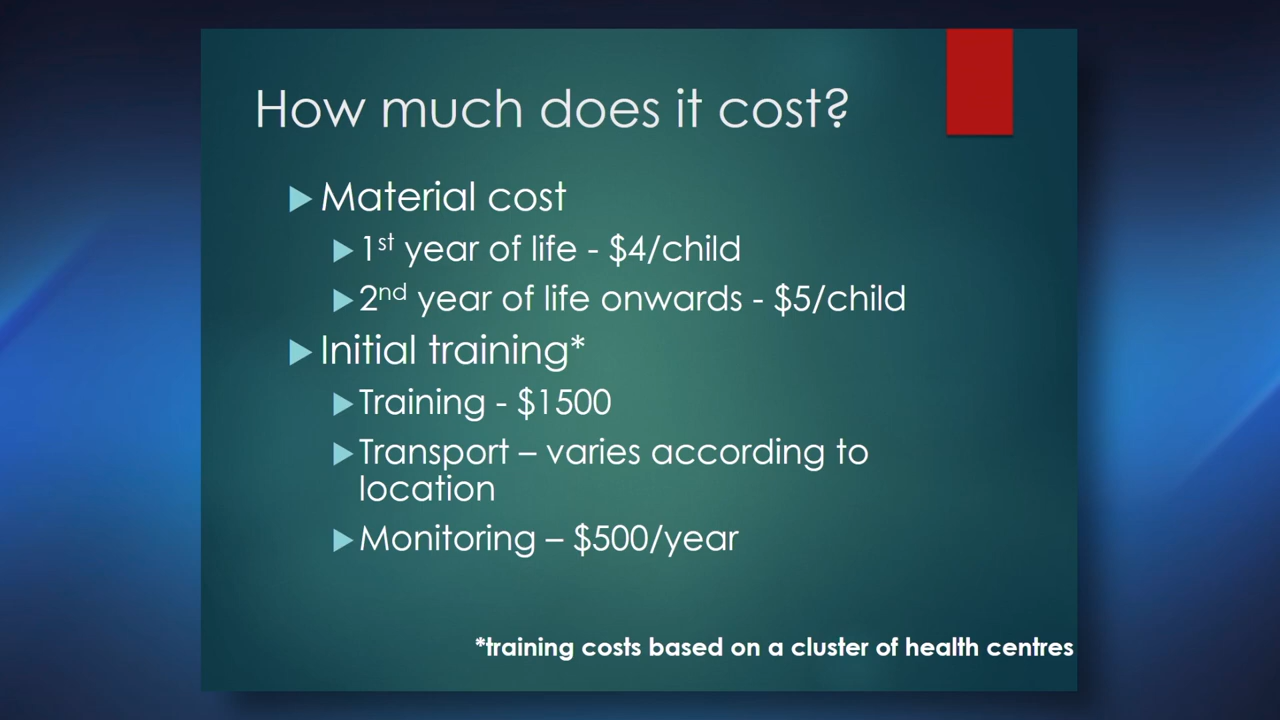 How much does it cost?
Material cost
1st year of life - $4/child
2nd year of life onwards - $5/child
Initial training*
Training - $1500
Transport – varies according to
location
Monitoring – $500/year
*training costs based on a cluster of health centres